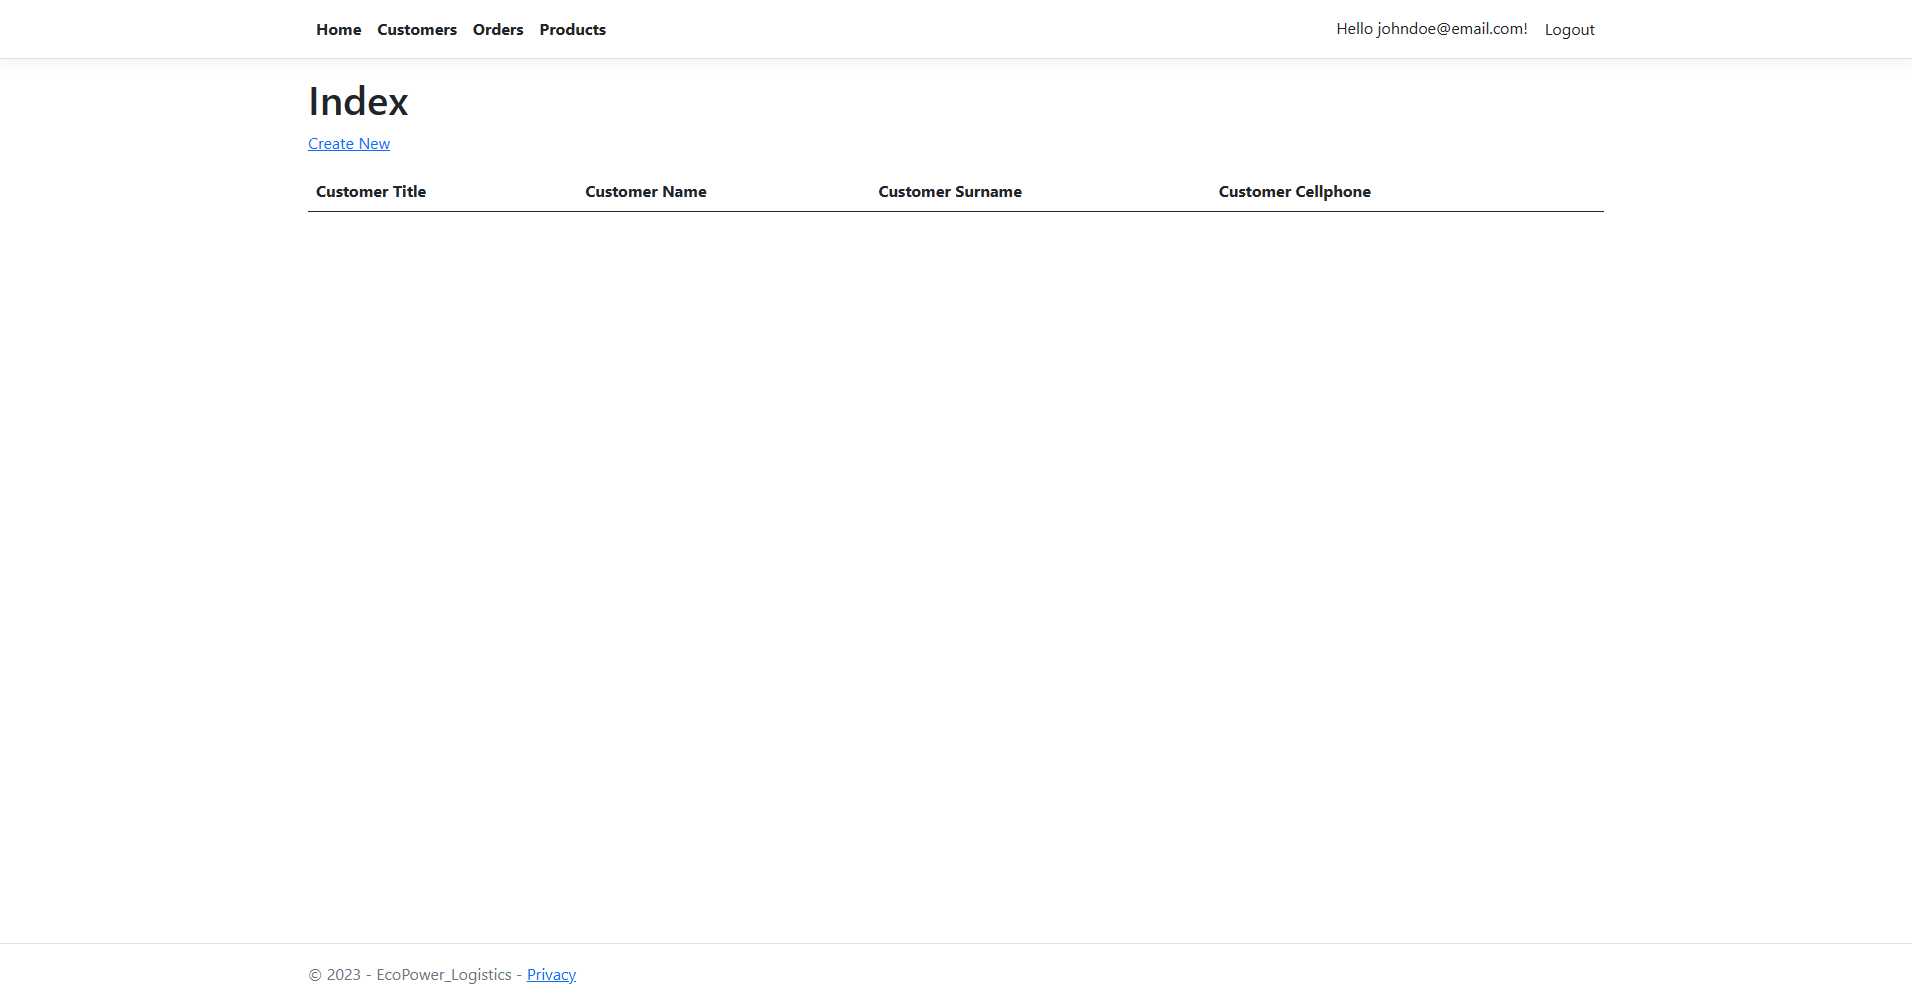 Home Customers Orders Products Hello johndoe@email.com! Logout
Index
Create New
Customer Title Customer Name Customer Surname Customer Cellphone
© 2023 - EcoPower_Logistics - Privacy